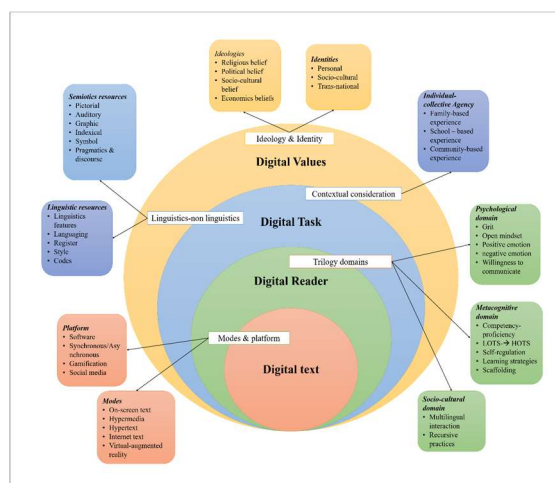 Ideologies
• Religious belief
• Political belief
• Socio-cultural
belief
• Economics beliefs
Identities
• Personal
• Socio-cultural
• Trans-national
Semiotics resources
• Pictorial
• Auditory
• Graphic
• Indexical
• Symbol
• Pragmatics &
discourse
Individual-
collective Agency
• Family-based
experience
• School – based
experience
• Community-based
experience
Ideology & Identity
Digital Values
Contextual consideration
Linguistics-non linguistics
Digital Task
Linguistic resources
• Linguistics
features
• Languaging
• Register
• Style
• Codes
Psychological
domain
• Grit
• Open mindset
• Positive emotion
• negative emotion
• Willingness to
communicate
Trilogy domains
Digital Reader
Metacognitive
domain
• Competency-
proficiency
• LOTS-→ HOTS
• Self-regulation
• Learning strategies
• Scaffolding
Platform
• Software
• Synchronous/Asy
nchronous
• Gamification
• Social media
Modes & platform
Digital text
Modes
• On-screen text
• Hypermedia
• Hypertext
• Internet text
• Virtual-augmented
reality
Socio-cultural
domain
• Multilingual
interaction
• Recursive
practices